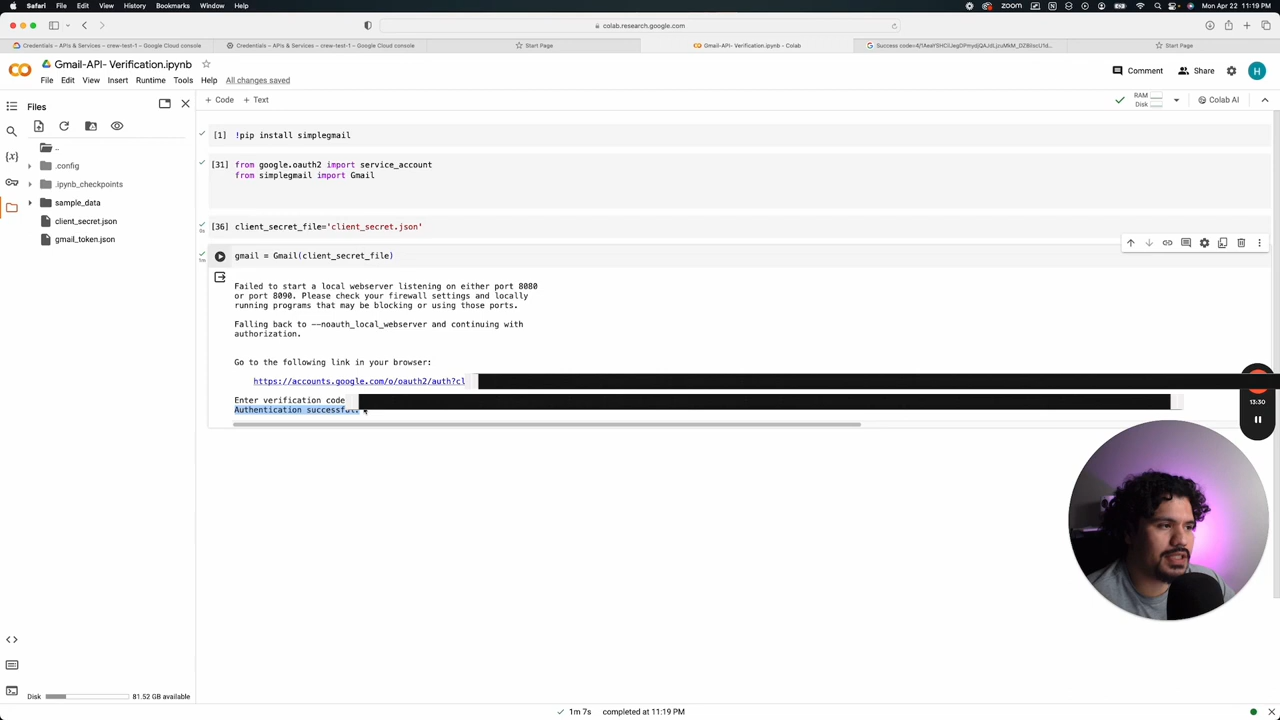 Safari File Edit View History Bookmarks Window Help
zoom
Mon Apr 22 11:19 PM
colab.research.google.com
Credentials – APIs & Services – crew-test-1 – Google Cloud console
Credentials – APIs & Services – crew-test-1 – Google Cloud console
Start Page
Gmail-API- Verification.ipynb - Colab
Start Page
Gmail-API- Verification.ipynb
File Edit View Insert Runtime Tools Help All changes saved
Comment
Share
H
Files
+ Code + Text
RAM
Disk
Colab AI
..
.config
.ipynb_checkpoints
sample_data
client_secret.json
gmail_token.json
[1] !pip install simplegmail
[31] from google.oauth2 import service_account
from simplegmail import Gmail
[36] client_secret_file='client_secret.json'
0s
gmail = Gmail(client_secret_file)
1m
Failed to start a local webserver listening on either port 8080
or port 8090. Please check your firewall settings and locally
running programs that may be blocking or using those ports.
Falling back to --noauth_local_webserver and continuing with
authorization.
Go to the following link in your browser:
https://accounts.google.com/o/oauth2/auth?cl
Enter verification code
Authentication
13:30
Disk 81.52 GB available
1m 7s completed at 11:19 PM